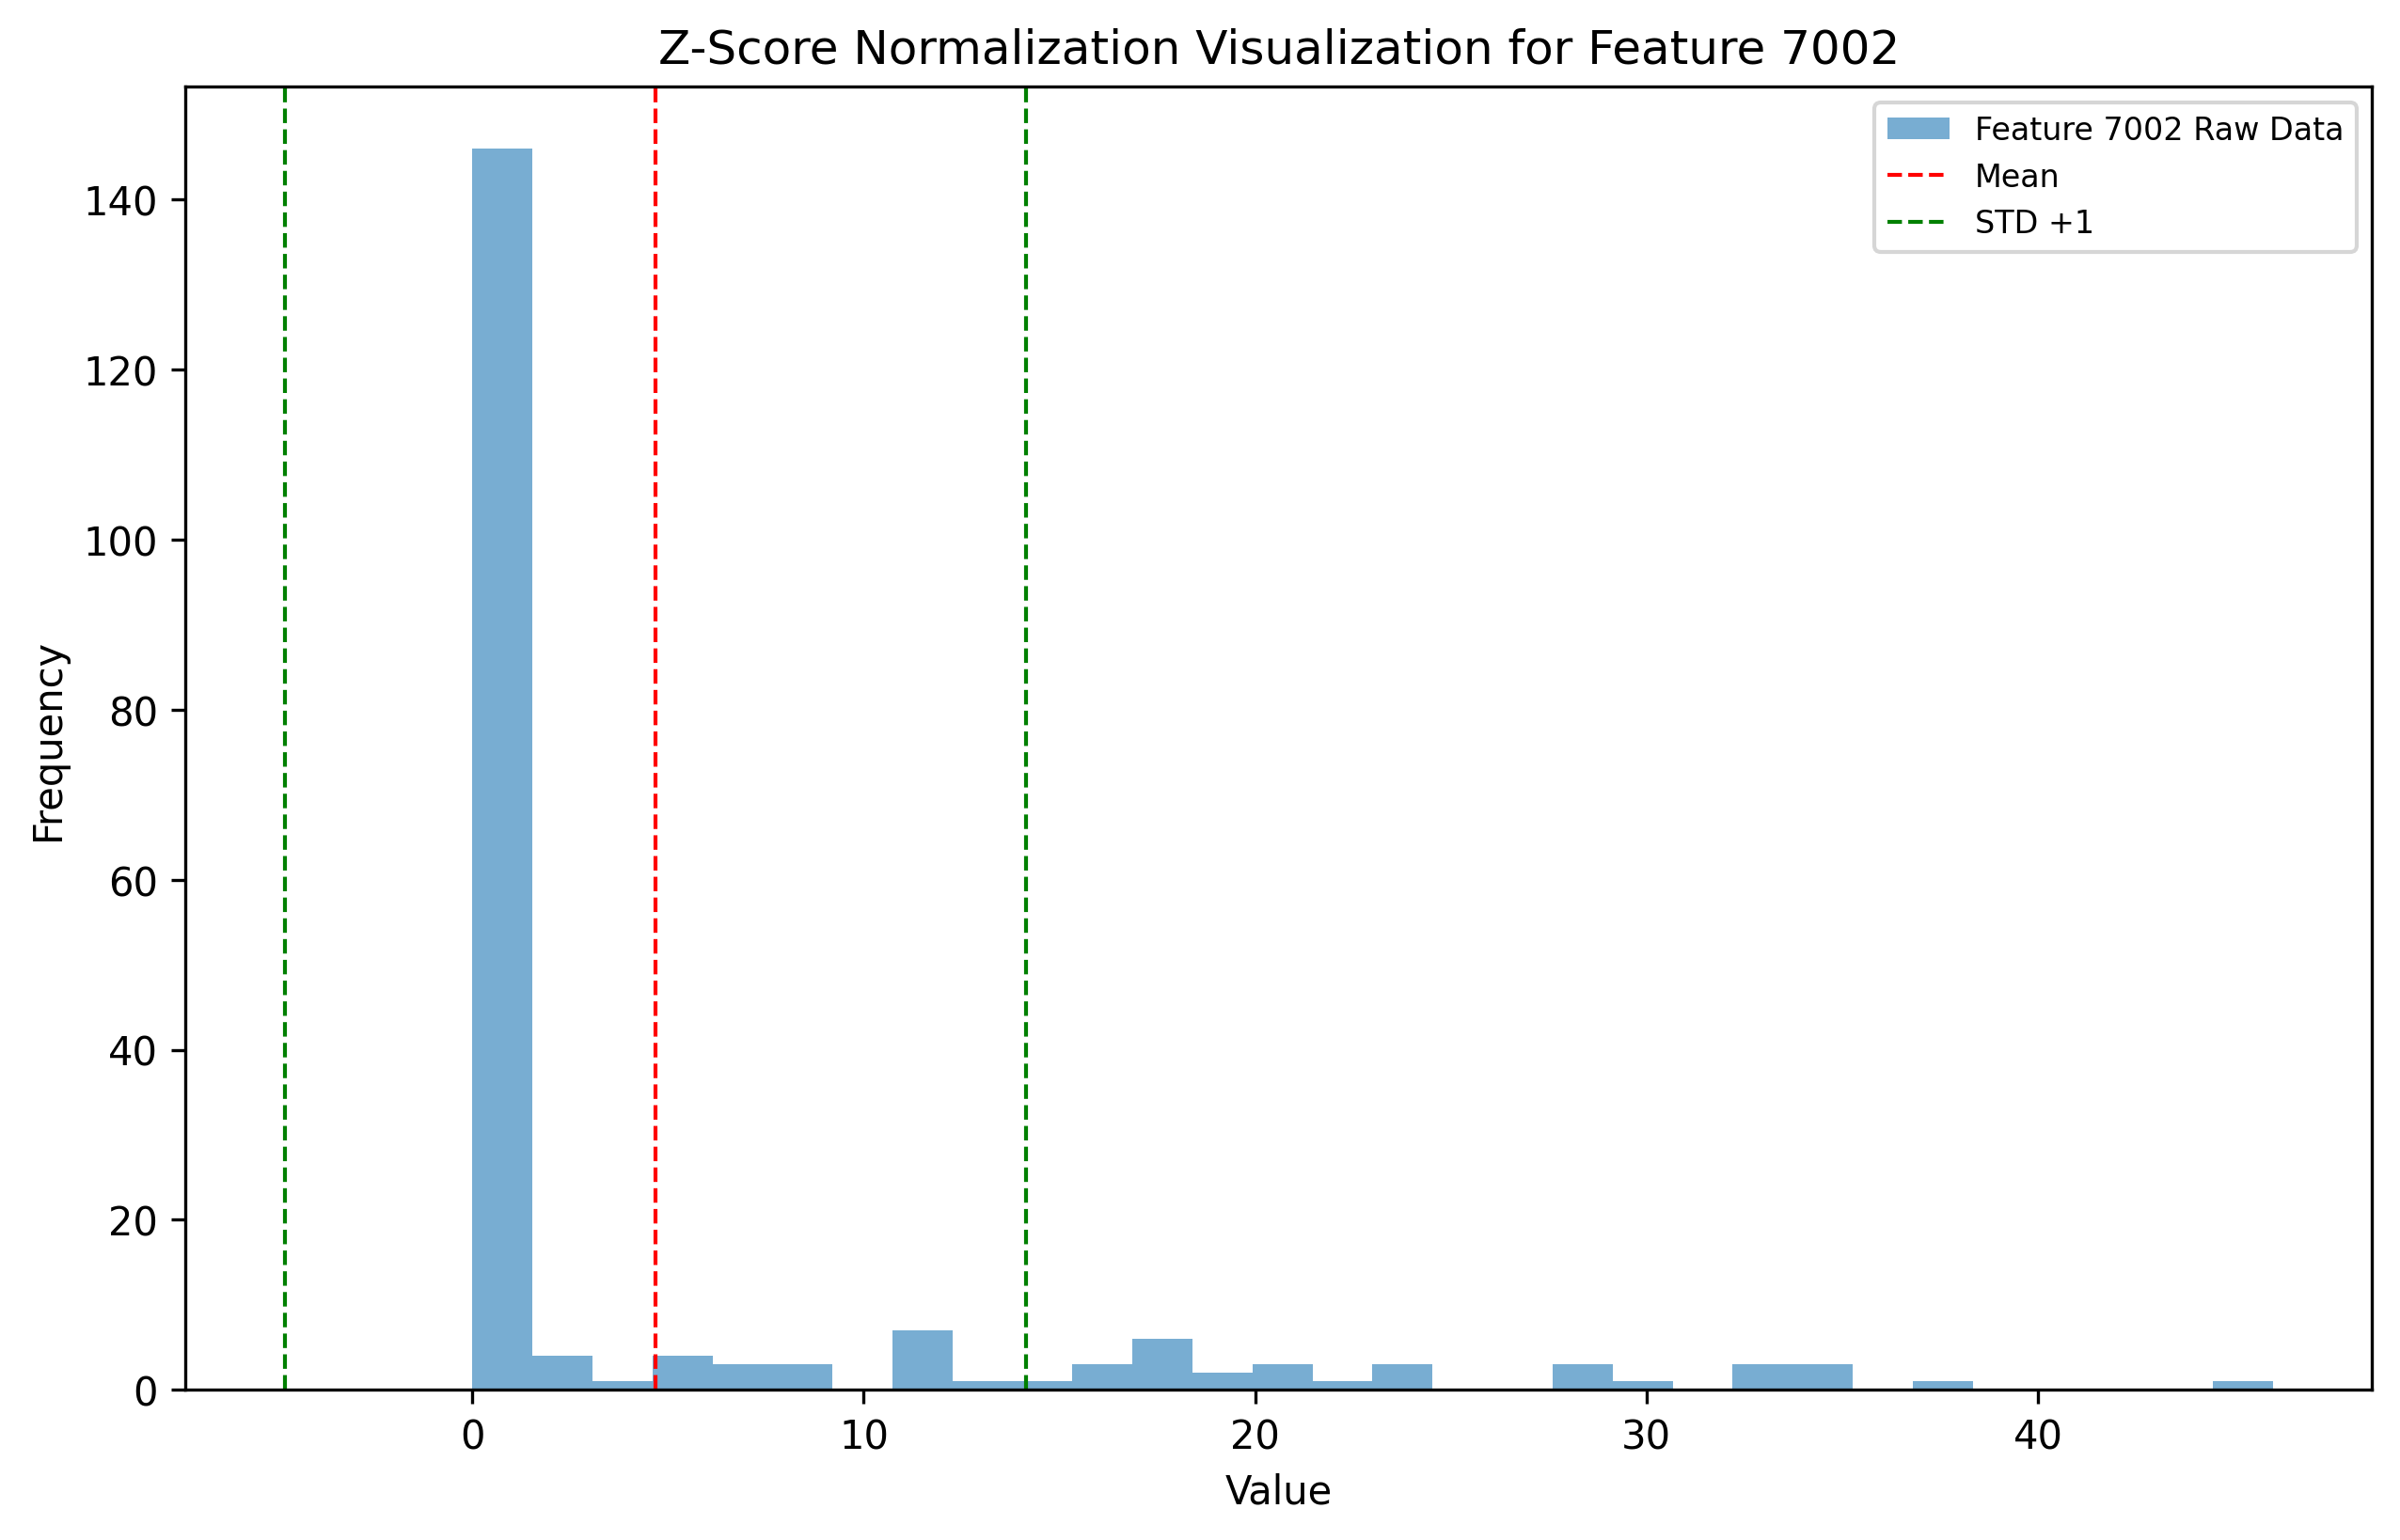 Z-Score Normalization Visualization for Feature 7002
Feature 7002 Raw Data
Mean
STD +1
140
120
100
80
60
40
20
0
Frequency
0 10 20 30 40
Value